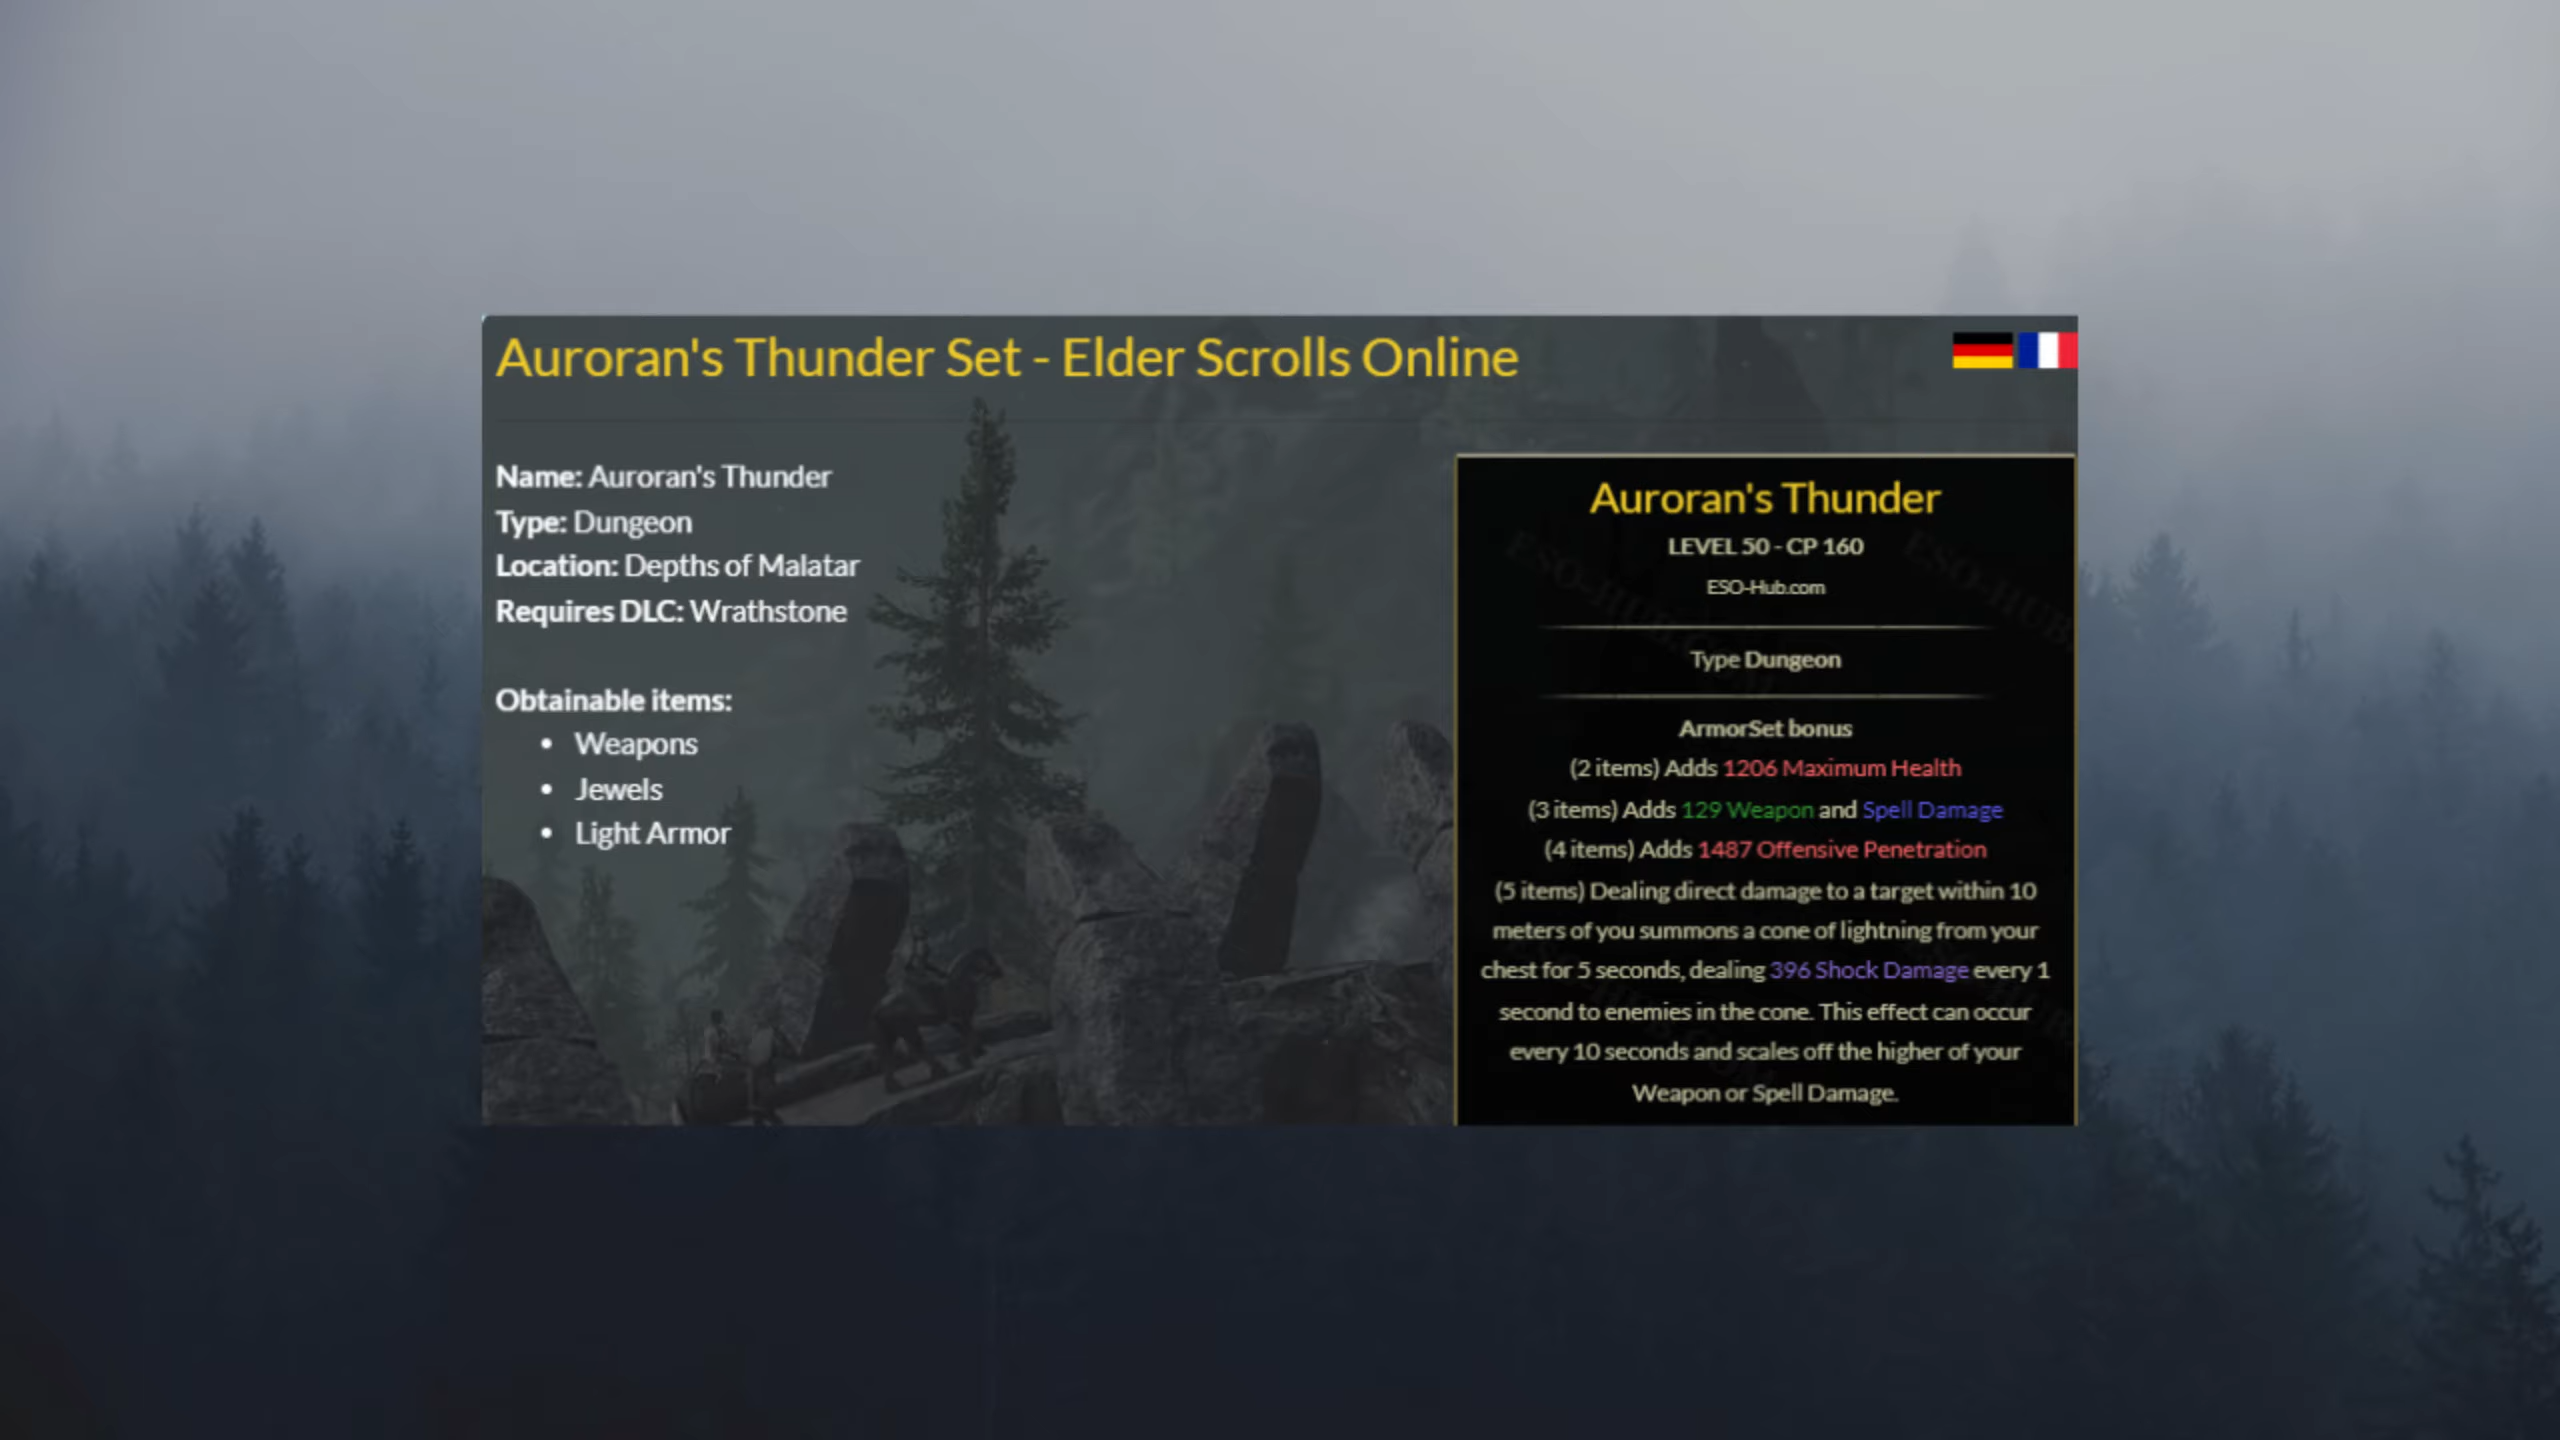 Auroran's Thunder Set - Elder Scrolls Online
Name: Auroran's Thunder
Type: Dungeon
Location: Depths of Malatar
Requires DLC: Wrathstone
Obtainable items:
• Weapons
• Jewels
• Light Armor
Auroran's Thunder
LEVEL 50 - CP 160
ESO-Hub.com
Type Dungeon
ArmorSet bonus
(2 items) Adds 1206 Maximum Health
(3 items) Adds 129 Weapon and Spell Damage
(4 items) Adds 1487 Offensive Penetration
(5 items) Dealing direct damage to a target within 10
meters of you summons a cone of lightning from your
chest for 5 seconds, dealing 396 Shock Damage every 1
second to enemies in the cone. This effect can occur
every 10 seconds and scales off the higher of your
Weapon or Spell Damage.